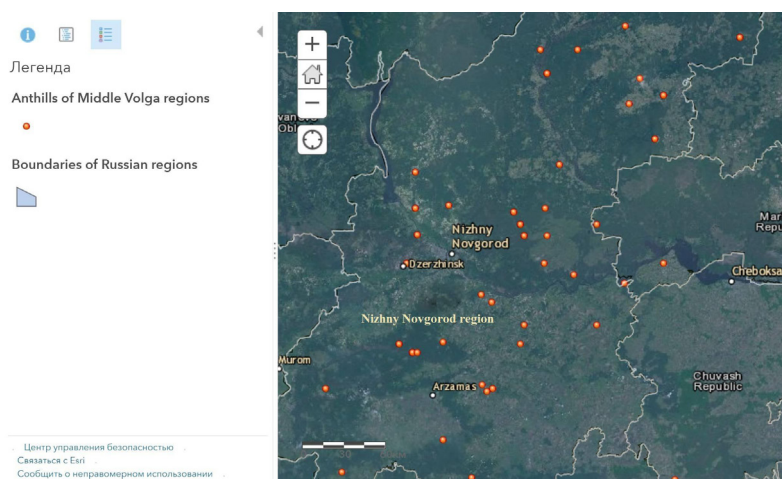 Легенда
Anthills of Middle Volga regions
Boundaries of Russian regions
Центр управления безопасностью
Связаться с Esri
Сообщить о неправомерном использовании
Nizhny
Novgorod
Dzerzhinsk
Mar
Repu
Cheboksa
Nizhny Novgorod region
Murom
Arzamas
Chuvash
Republic